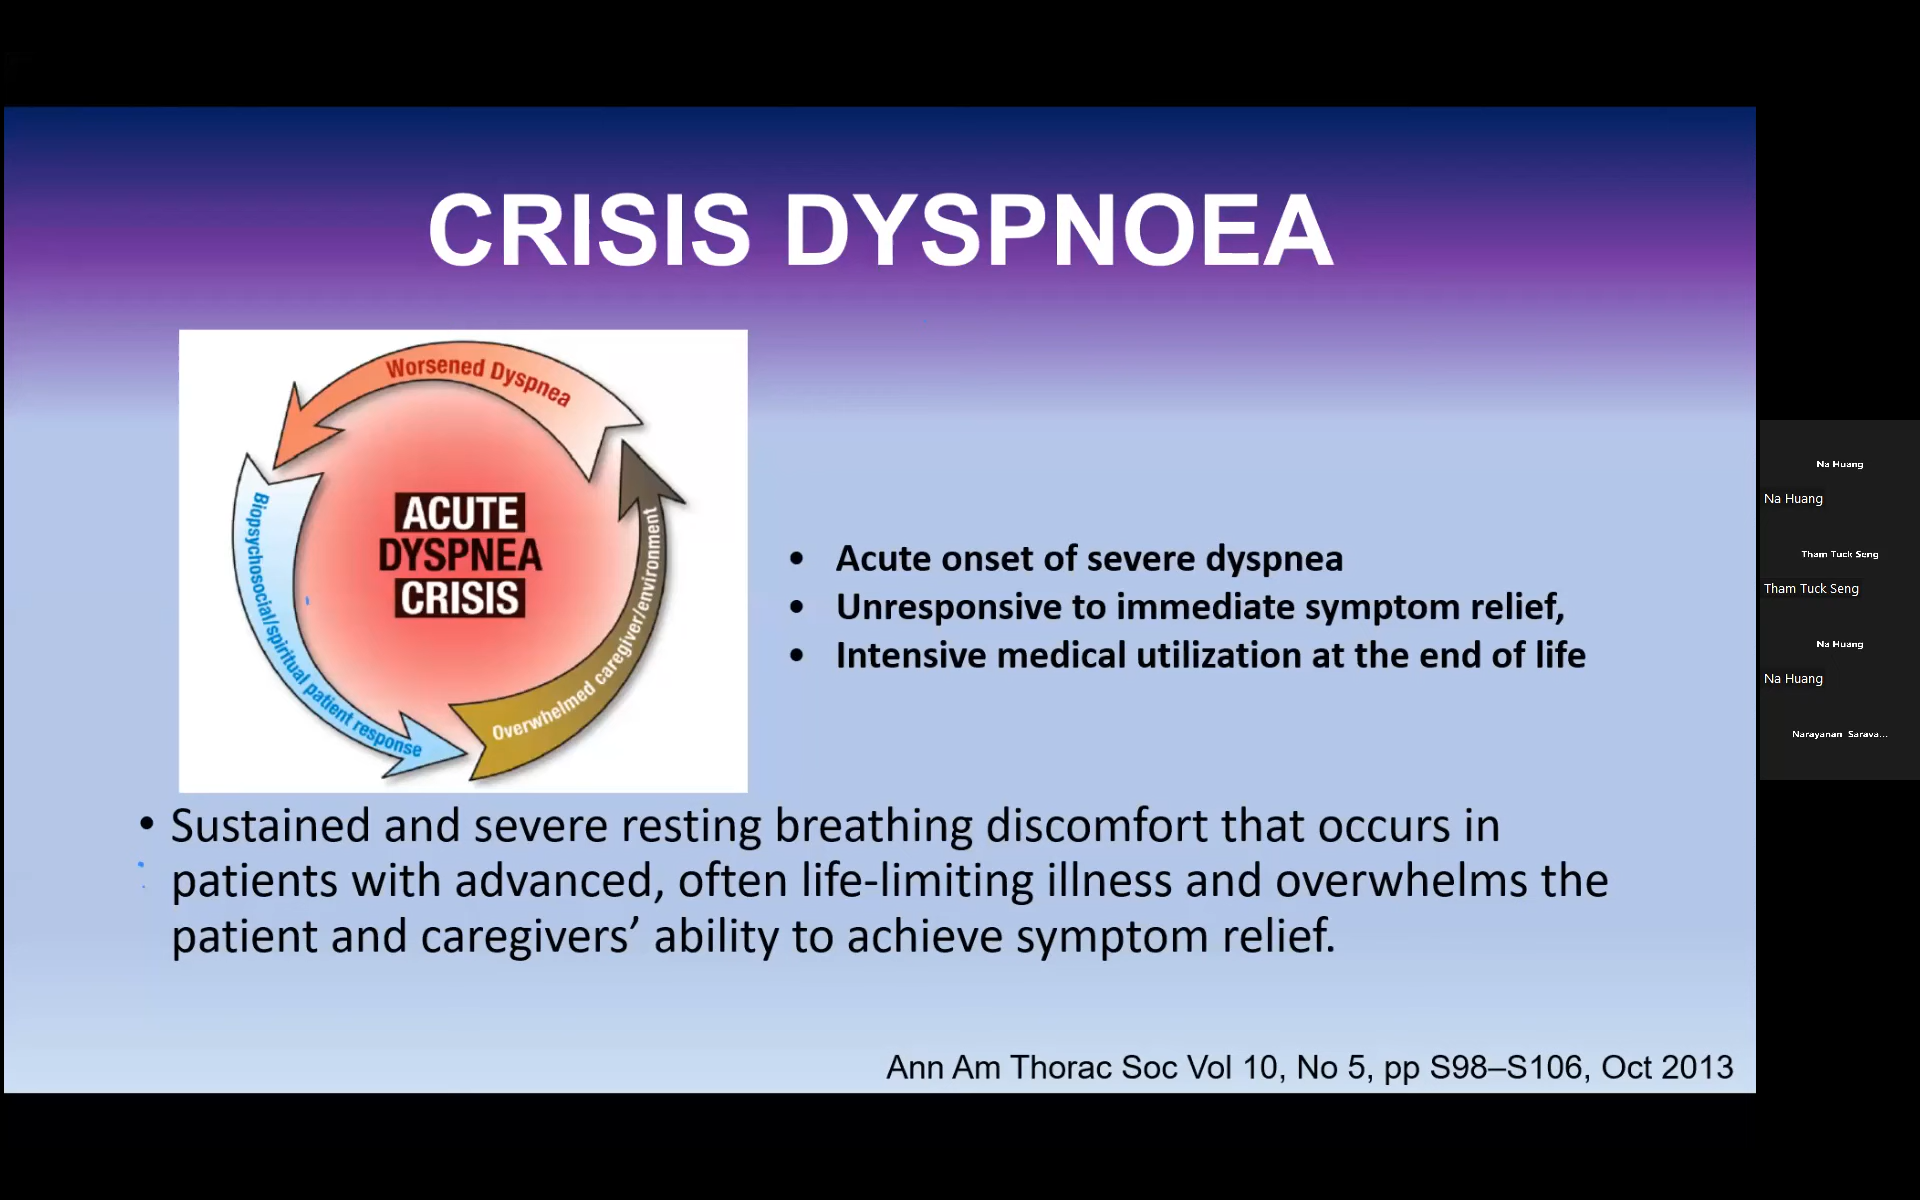 CRISIS DYSPNOEA
Worsened Dyspnea
Biopsychosocial/spiritual patient response
Overwhelmed caregiver/environment
ACUTE
DYSPNEA
CRISIS
• Acute onset of severe dyspnea
• Unresponsive to immediate symptom relief,
• Intensive medical utilization at the end of life
• Sustained and severe resting breathing discomfort that occurs in
patients with advanced, often life-limiting illness and overwhelms the
patient and caregivers’ ability to achieve symptom relief.
Ann Am Thorac Soc Vol 10, No 5, pp S98–S106, Oct 2013
Na Huang
Na Huang
Tham Tuck Seng
Tham Tuck Seng
Na Huang
Na Huang
Narayanan Sarava...